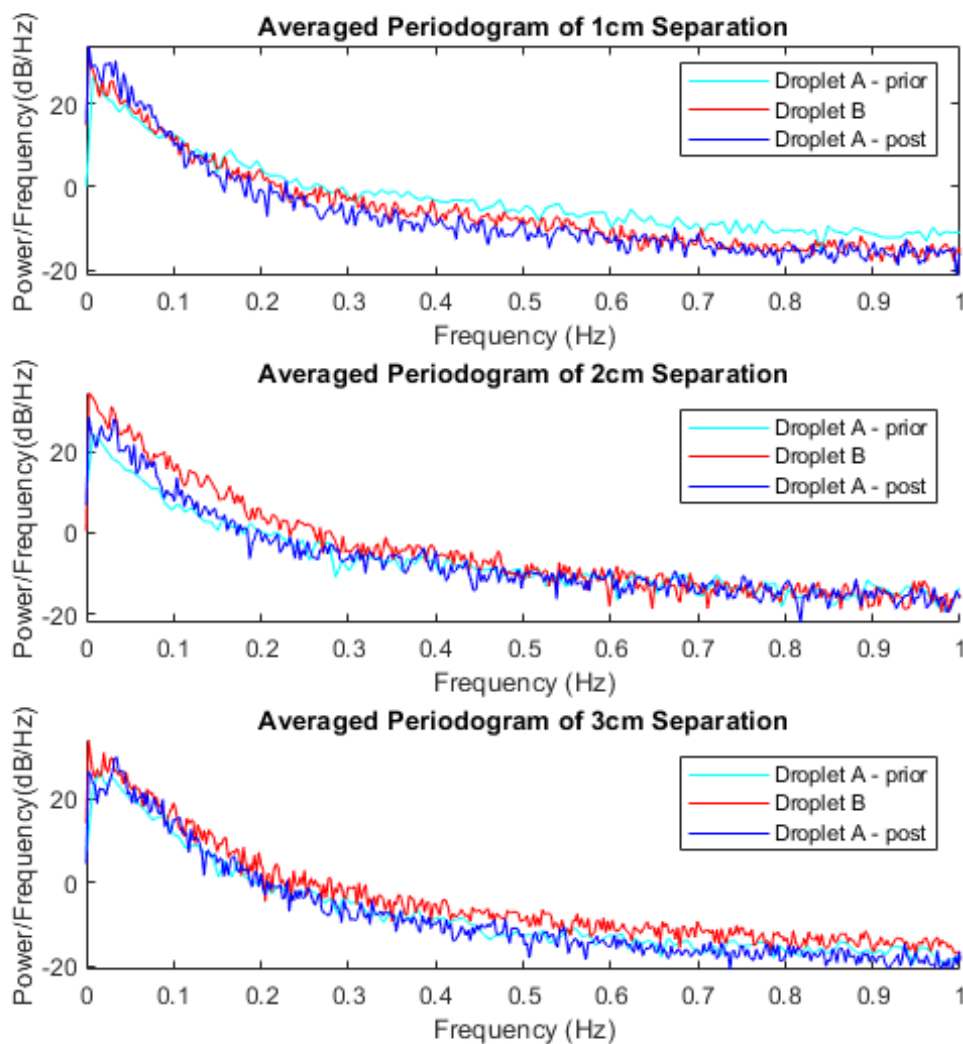 Averaged Periodogram of 1cm Separation
Power/Frequency(dB/Hz)
20
0
-20
Droplet A - prior
Droplet B
Droplet A - post
0 0.1 0.2 0.3 0.4 0.5 0.6 0.7 0.8 0.9 1
Frequency (Hz)
Averaged Periodogram of 2cm Separation
Power/Frequency(dB/Hz)
20
0
-20
Droplet A - prior
Droplet B
Droplet A - post
0 0.1 0.2 0.3 0.4 0.5 0.6 0.7 0.8 0.9 1
Frequency (Hz)
Averaged Periodogram of 3cm Separation
Power/Frequency(dB/Hz)
20
0
-20
Droplet A - prior
Droplet B
Droplet A - post
0 0.1 0.2 0.3 0.4 0.5 0.6 0.7 0.8 0.9 1
Frequency (Hz)